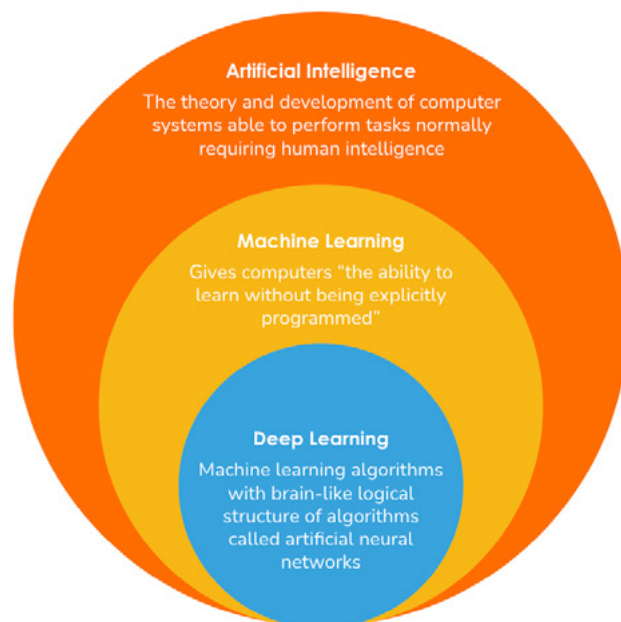 Artificial Intelligence
The theory and development of computer
systems able to perform tasks normally
requiring human intelligence
Machine Learning
Gives computers “the ability to
learn without being explicitly
programmed”
Deep Learning
Machine learning algorithms
with brain-like logical
structure of algorithms
called artificial neural
networks